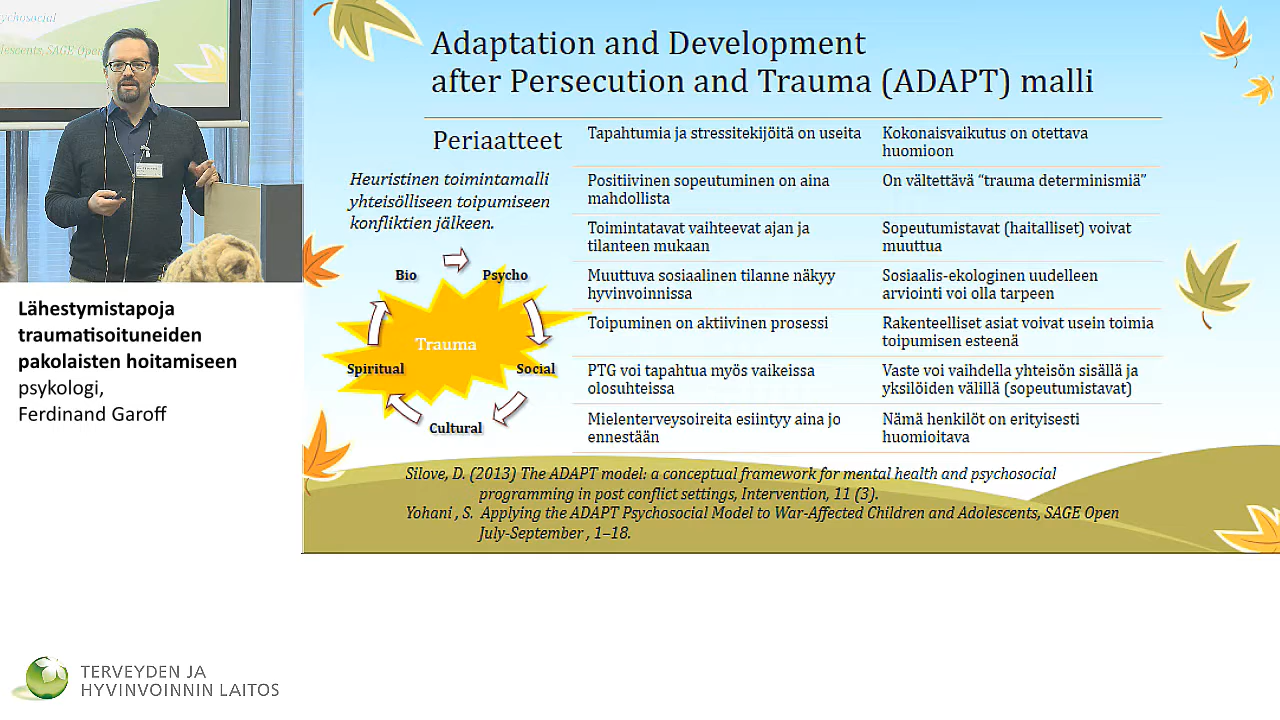 ychosocial
lescents, SAGE Open
Lähestymistapoja
traumatisoituneiden
pakolaisten hoitamiseen
psykologi,
Ferdinand Garoff
TERVEYDEN JA
HYVINVOINNIN LAITOS
Adaptation and Development
after Persecution and Trauma (ADAPT) malli
Periaatteet
Heuristinen toimintamalli
yhteisölliseen toipumiseen
konfliktien jälkeen.
Bio
Psycho
Trauma
Spiritual
Social
Cultural
Tapahtumia ja stressitekijöitä on useita
Kokonaisvaikutus on otettava
huomioon
Positiivinen sopeutuminen on aina
mahdollista
On vältettävä “trauma determinismiä”
Toimintatavat vaihteevat ajan ja
tilanteen mukaan
Sopeutumistavat (haitalliset) voivat
muuttua
Muuttuva sosiaalinen tilanne näkyy
hyvinvoinnissa
Sosiaalis-ekologinen uudelleen
arviointi voi olla tarpeen
Toipuminen on aktiivinen prosessi
Rakenteelliset asiat voivat usein toimia
toipumisen esteenä
PTG voi tapahtua myös vaikeissa
olosuhteissa
Vaste voi vaihdella yhteisön sisällä ja
yksilöiden välillä (sopeutumistavat)
Mielenterveysoireita esiintyy aina jo
ennestään
Nämä henkilöt on erityisesti
huomioitava
Silove, D. (2013) The ADAPT model: a conceptual framework for mental health and psychosocial
programming in post conflict settings, Intervention, 11 (3).
Yohani , S. Applying the ADAPT Psychosocial Model to War-Affected Children and Adolescents, SAGE Open
July-September , 1–18.